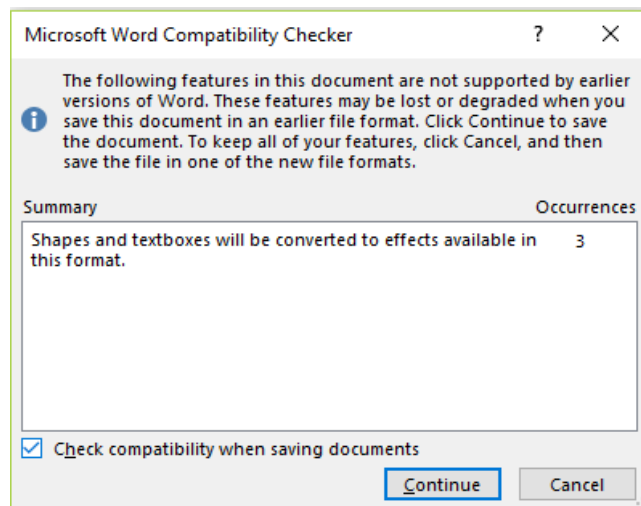 Microsoft Word Compatibility Checker ? ✕
The following features in this document are not supported by earlier
versions of Word. These features may be lost or degraded when you
save this document in an earlier file format. Click Continue to save
the document. To keep all of your features, click Cancel, and then
save the file in one of the new file formats.
Summary Occurrences
Shapes and textboxes will be converted to effects available in 3
this format.
Check compatibility when saving documents
Continue Cancel